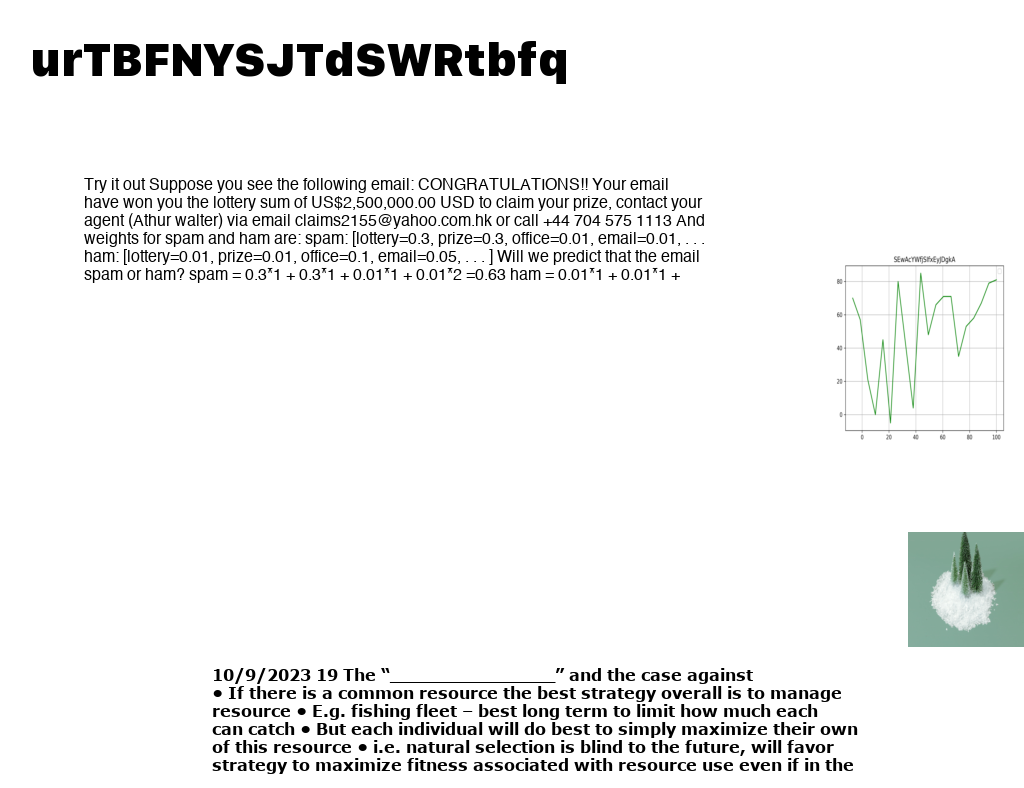 urTBFNYSJTdSWRtbfq
Try it out Suppose you see the following email: CONGRATULATIONS!! Your email
have won you the lottery sum of US$2,500,000.00 USD to claim your prize, contact your
agent (Athur walter) via email claims2155@yahoo.com.hk or call +44 704 575 1113 And
weights for spam and ham are: spam: [lottery=0.3, prize=0.3, office=0.01, email=0.01, . . .
ham: [lottery=0.01, prize=0.01, office=0.1, email=0.05, . . . ] Will we predict that the email
spam or ham? spam = 0.3*1 + 0.3*1 + 0.01*1 + 0.01*2 =0.63 ham = 0.01*1 + 0.01*1 +
80
60
40
20
0
0 20 40 60 80 100
10/9/2023 19 The “__________________” and the case against
• If there is a common resource the best strategy overall is to manage
resource • E.g. fishing fleet – best long term to limit how much each
can catch • But each individual will do best to simply maximize their own
of this resource • i.e. natural selection is blind to the future, will favor
strategy to maximize fitness associated with resource use even if in the